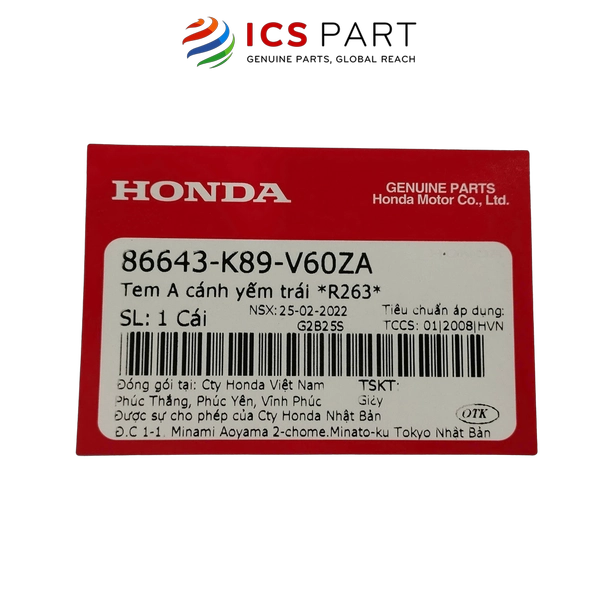 ICS PART
GENUINE PARTS, GLOBAL REACH
HONDA
GENUINE PARTS
Honda Motor Co., Ltd.
86643-K89-V60ZA
Tem A cánh yếm trái *R263*
SL: 1 Cái
NSX: 25-02-2022
G2B25S
Tiêu chuẩn áp dụng:
TCCS: 01|2008|HVN
Đóng gói tại: Cty Honda Việt Nam
TSKT:
Phúc Thắng, Phúc Yên, Vĩnh Phúc
Giấy
Được sự cho phép của Cty Honda Nhật Bản
OTK
Đ.C 1-1. Minami Aoyama 2-chome.Minato-ku Tokyo Nhật Bản